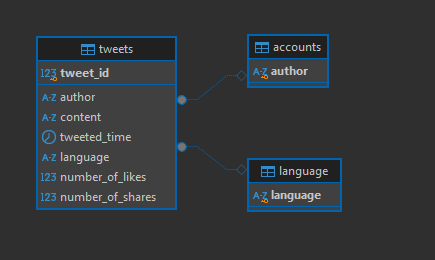 tweets
123 tweet_id
A-Z author
A-Z content
tweeted_time
A-Z language
123 number_of_likes
123 number_of_shares
accounts
A-Z author
language
A-Z language